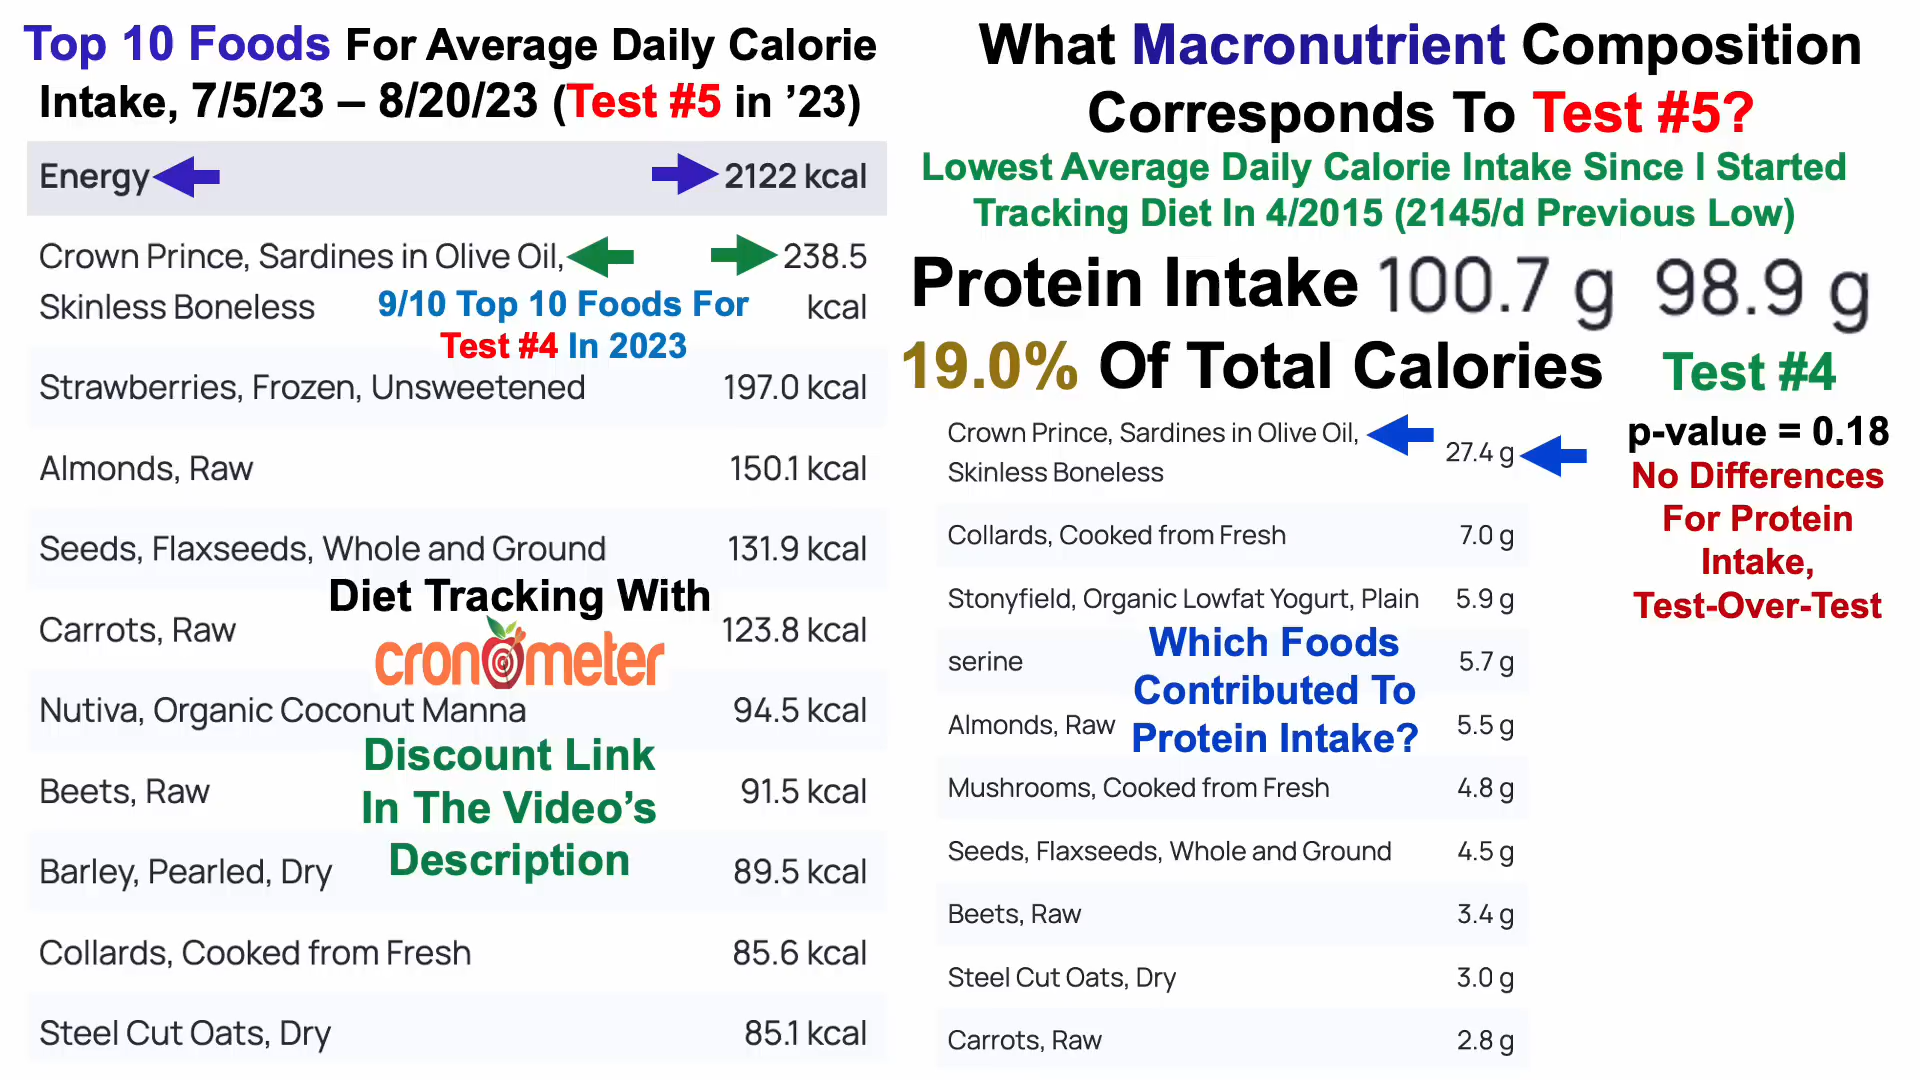 Top 10 Foods For Average Daily Calorie
Intake, 7/5/23 – 8/20/23 (Test #5 in ’23)
Energy 2122 kcal
Crown Prince, Sardines in Olive Oil, 238.5
Skinless Boneless kcal
9/10 Top 10 Foods For
Test #4 In 2023
Strawberries, Frozen, Unsweetened 197.0 kcal
Almonds, Raw 150.1 kcal
Seeds, Flaxseeds, Whole and Ground 131.9 kcal
Diet Tracking With
Carrots, Raw 123.8 kcal
cronometer
Nutiva, Organic Coconut Manna 94.5 kcal
Discount Link
In The Video’s
Description
Beets, Raw 91.5 kcal
Barley, Pearled, Dry 89.5 kcal
Collards, Cooked from Fresh 85.6 kcal
Steel Cut Oats, Dry 85.1 kcal
What Macronutrient Composition
Corresponds To Test #5?
Lowest Average Daily Calorie Intake Since I Started
Tracking Diet In 4/2015 (2145/d Previous Low)
Protein Intake 100.7 g 98.9 g
19.0% Of Total Calories Test #4
Crown Prince, Sardines in Olive Oil, 27.4 g
Skinless Boneless
p-value = 0.18
No Differences
For Protein
Intake,
Test-Over-Test
Collards, Cooked from Fresh 7.0 g
Stonyfield, Organic Lowfat Yogurt, Plain 5.9 g
Which Foods
Contributed To
Protein Intake?
serine 5.7 g
Almonds, Raw 5.5 g
Mushrooms, Cooked from Fresh 4.8 g
Seeds, Flaxseeds, Whole and Ground 4.5 g
Beets, Raw 3.4 g
Steel Cut Oats, Dry 3.0 g
Carrots, Raw 2.8 g